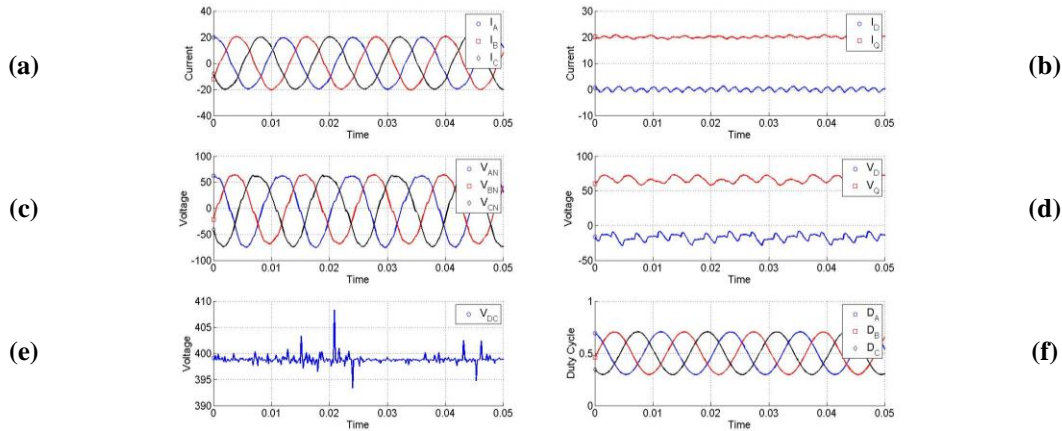 (a)
Current
40
20
0
-20
-40
I_A
I_B
I_C
0 0.01 0.02 0.03 0.04 0.05
Time
(b)
Current
30
20
10
0
-10
I_D
I_Q
0 0.01 0.02 0.03 0.04 0.05
Time
(c)
Voltage
100
50
0
-50
-100
V_AN
V_BN
V_CN
0 0.01 0.02 0.03 0.04 0.05
Time
(d)
Voltage
100
50
0
-50
V_D
V_Q
0 0.01 0.02 0.03 0.04 0.05
Time
(e)
Voltage
410
405
400
395
390
V_DC
0 0.01 0.02 0.03 0.04 0.05
Time
(f)
Duty Cycle
1
0.5
0
D_A
D_B
D_C
0 0.01 0.02 0.03 0.04 0.05
Time